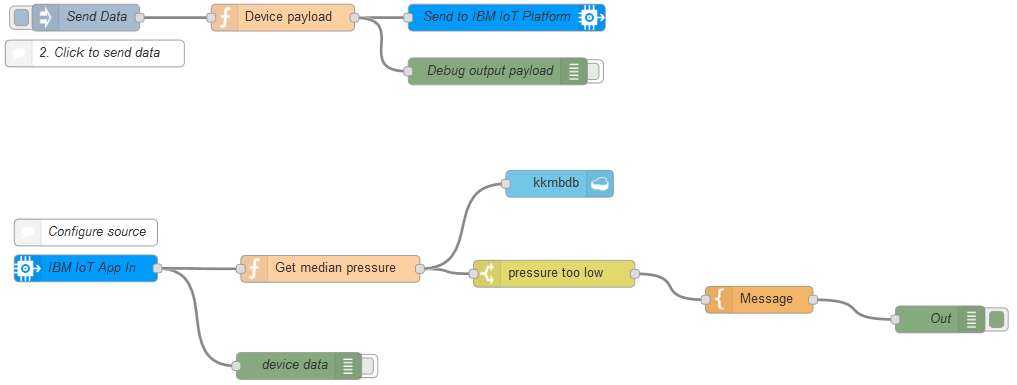 Send Data
Device payload
Send to IBM IoT Platform
2. Click to send data
Debug output payload
kkmbdb
Configure source
IBM IoT App In
Get median pressure
pressure too low
Message
Out
device data